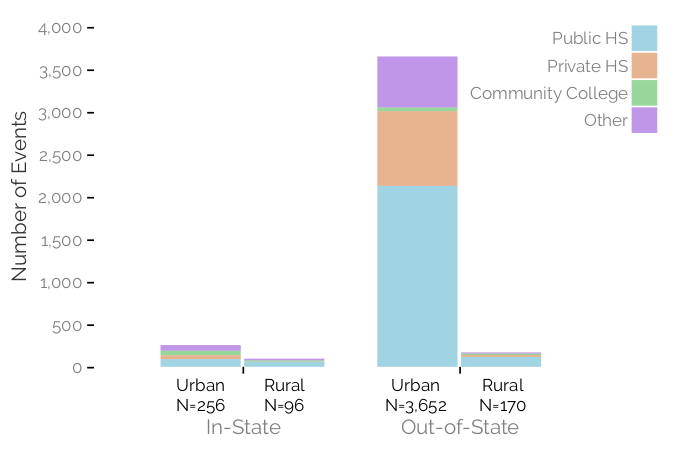 4,000
3,500
3,000
2,500
2,000
1,500
1,000
500
0
Number of Events
Public HS
Private HS
Community College
Other
Urban Rural Urban Rural
N=256 N=96 N=3,652 N=170
In-State Out-of-State